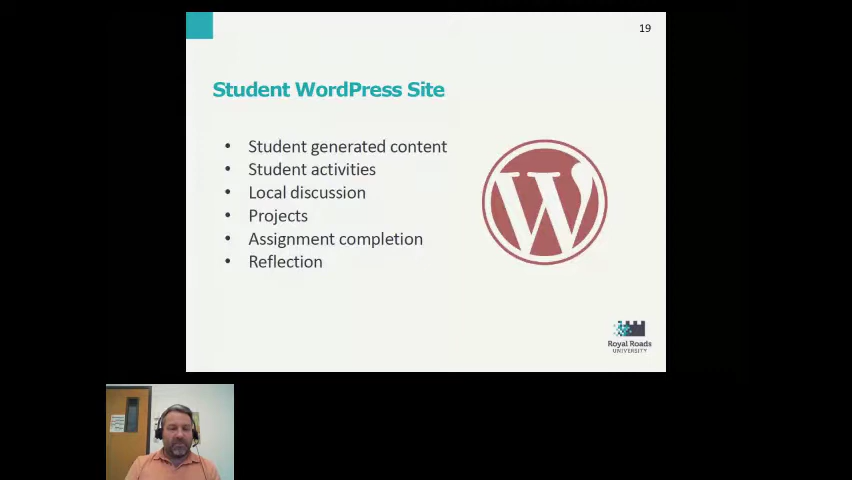 19
Student WordPress Site
• Student generated content
• Student activities
• Local discussion
• Projects
• Assignment completion
• Reflection
W
Royal Roads
UNIVERSITY